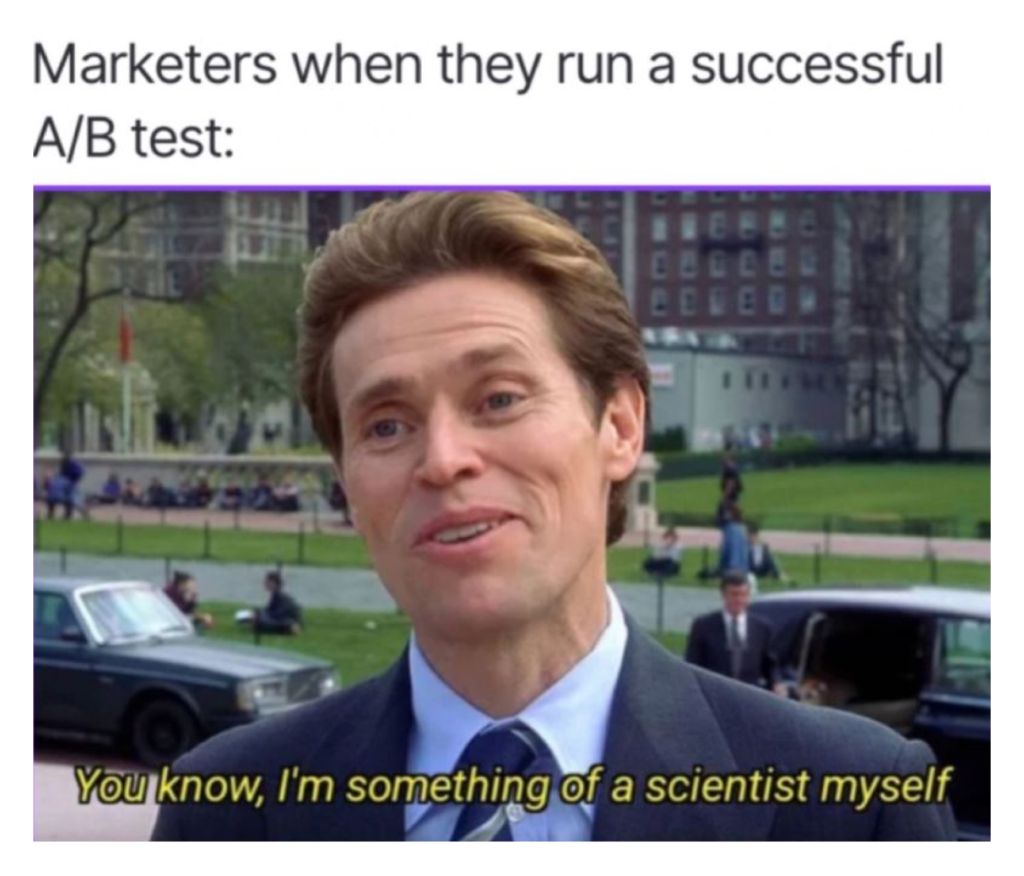 Marketers when they run a successful
A/B test:
You know, I'm something of a scientist myself